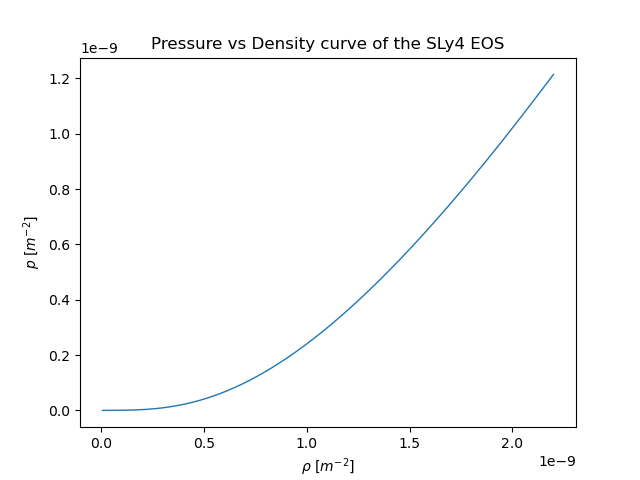 Pressure vs Density curve of the SLy4 EOS
1e−9
1.2
1.0
0.8
0.6
0.4
0.2
0.0
p [m⁻²]
0.0 0.5 1.0 1.5 2.0
1e−9
ρ [m⁻²]